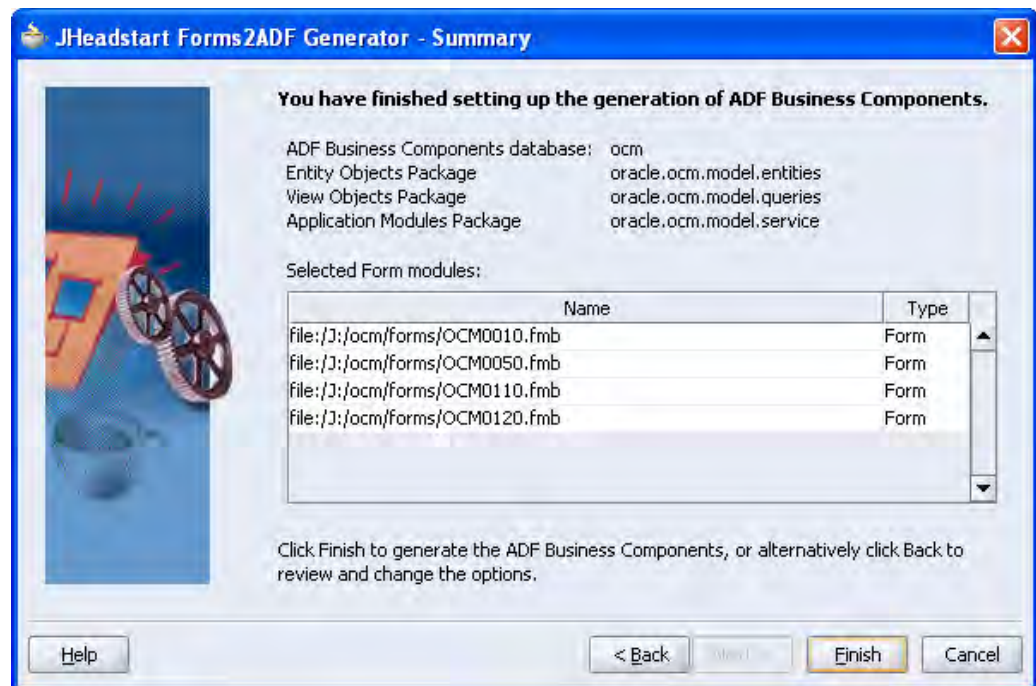 JHeadstart Forms2ADF Generator - Summary
You have finished setting up the generation of ADF Business Components.
ADF Business Components database: ocm
Entity Objects Package oracle.ocm.model.entities
View Objects Package oracle.ocm.model.queries
Application Modules Package oracle.ocm.model.service
Selected Form modules:
Name Type
file:/J:/ocm/forms/OCM0010.fmb Form
file:/J:/ocm/forms/OCM0050.fmb Form
file:/J:/ocm/forms/OCM0110.fmb Form
file:/J:/ocm/forms/OCM0120.fmb Form
Click Finish to generate the ADF Business Components, or alternatively click Back to
review and change the options.
Help < Back Finish Cancel